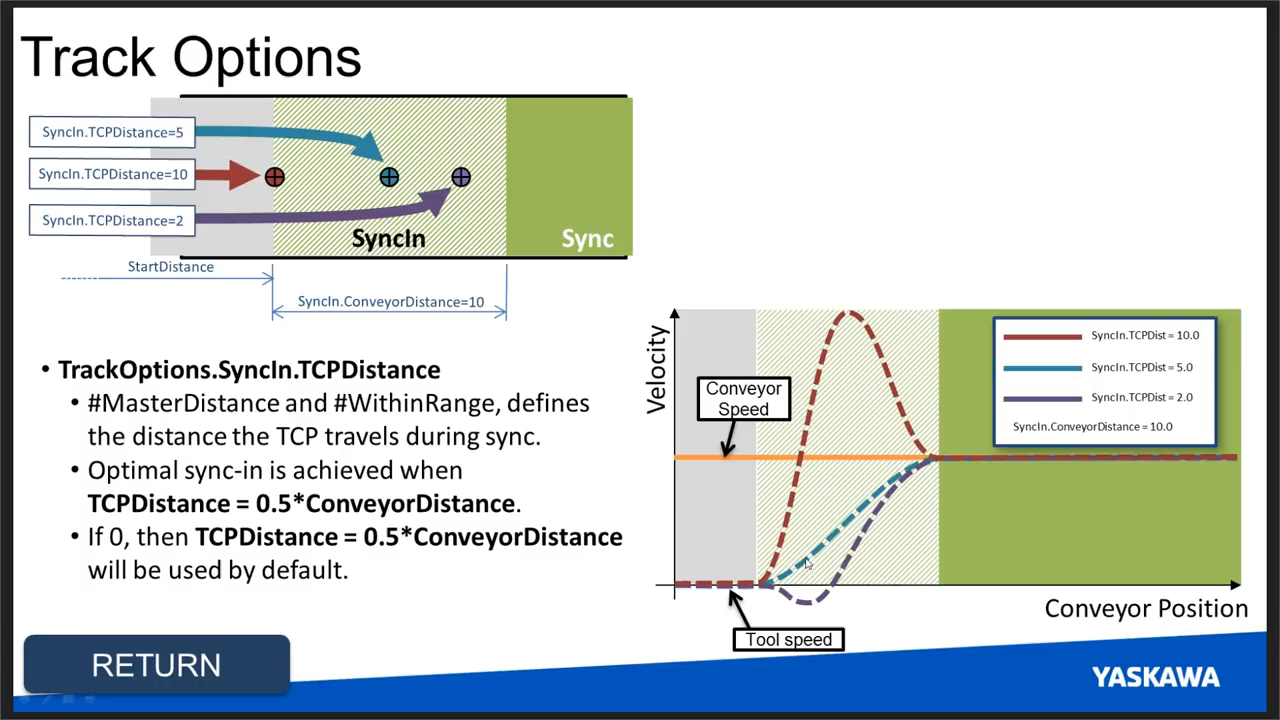 Track Options
SyncIn.TCPDistance=5
SyncIn.TCPDistance=10
SyncIn.TCPDistance=2
SyncIn
Sync
StartDistance
SyncIn.ConveyorDistance=10
• TrackOptions.SyncIn.TCPDistance
• #MasterDistance and #WithinRange, defines
the distance the TCP travels during sync.
• Optimal sync-in is achieved when
TCPDistance = 0.5*ConveyorDistance.
• If 0, then TCPDistance = 0.5*ConveyorDistance
will be used by default.
Velocity
Conveyor
Speed
SyncIn.TCPDist = 10.0
SyncIn.TCPDist = 5.0
SyncIn.TCPDist = 2.0
SyncIn.ConveyorDistance = 10.0
Conveyor Position
Tool speed
RETURN
YASKAWA